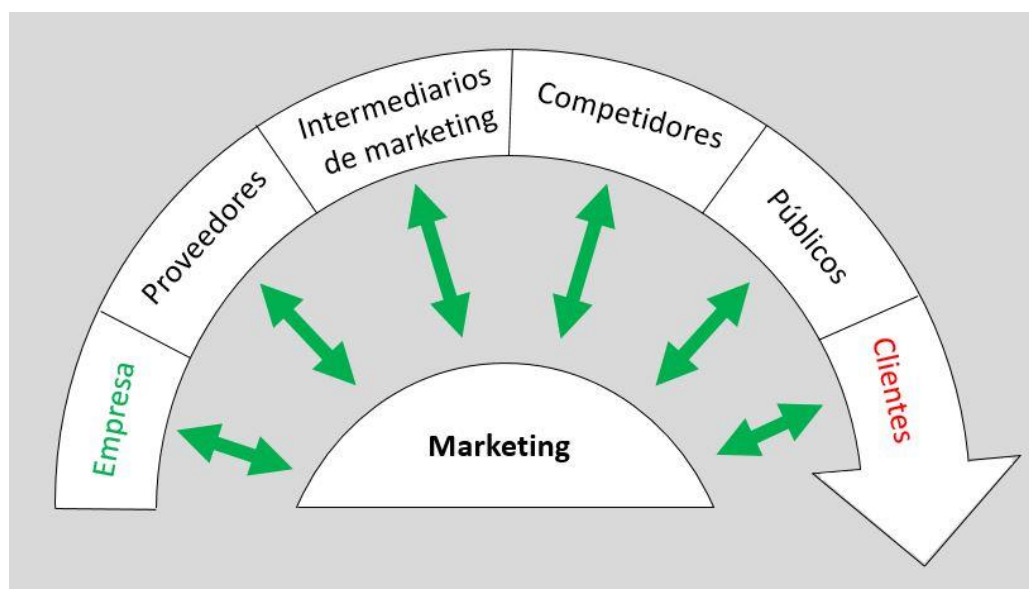 Empresa
Proveedores
Intermediarios
de marketing
Competidores
Públicos
Clientes
Marketing